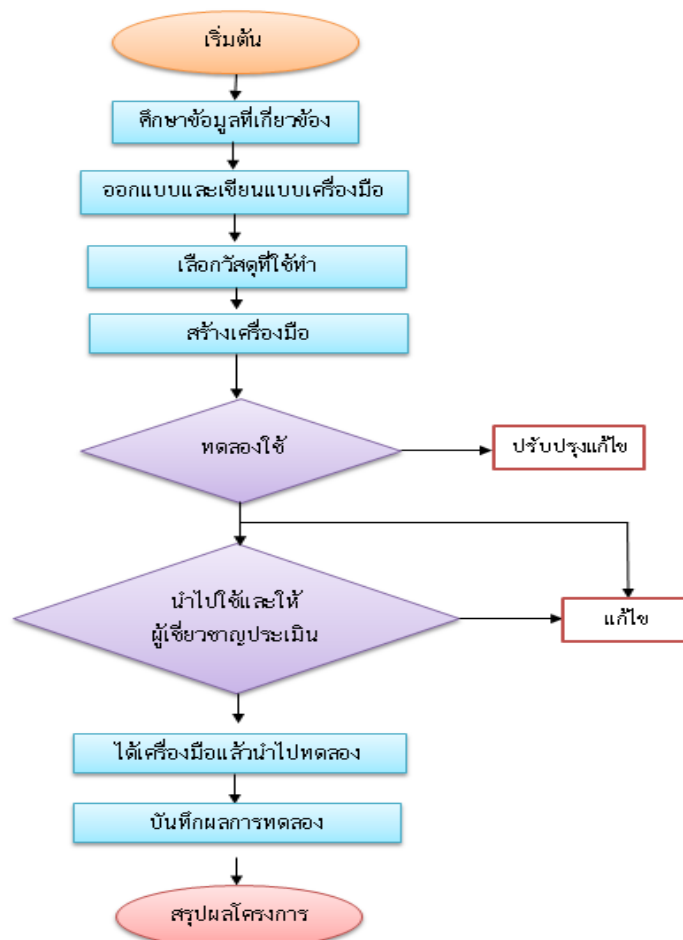 เริ่มต้น
ศึกษาข้อมูลที่เกี่ยวข้อง
ออกแบบและเขียนแบบเครื่องมือ
เลือกวัสดุที่ใช้ทำ
สร้างเครื่องมือ
ทดลองใช้
ปรับปรุงแก้ไข
นำไปใช้และให้
ผู้เชี่ยวชาญประเมิน
แก้ไข
ได้เครื่องมือแล้วนำไปทดลอง
บันทึกผลการทดลอง
สรุปผลโครงการ